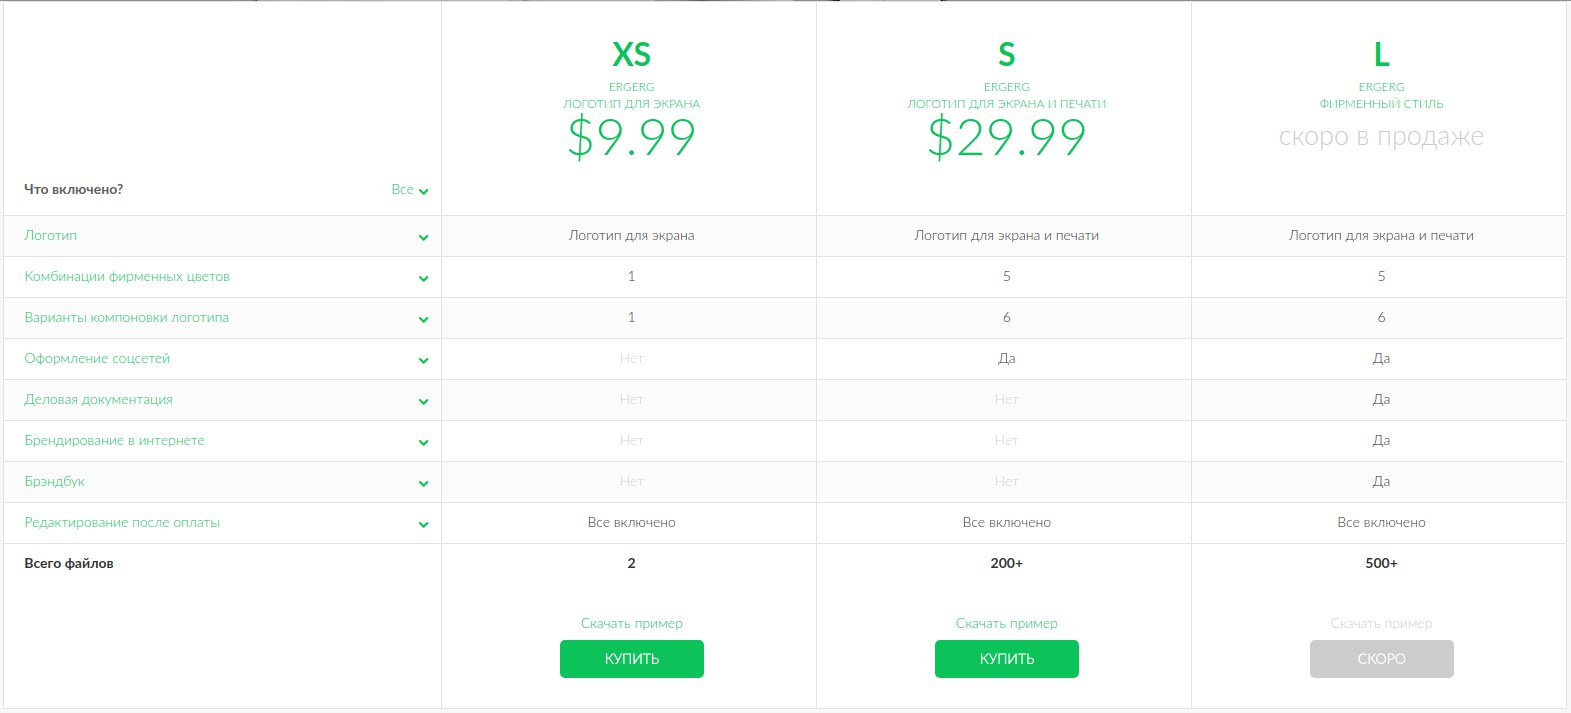 XS
ERGERG
ЛОГОТИП ДЛЯ ЭКРАНА
$9.99
S
ERGERG
ЛОГОТИП ДЛЯ ЭКРАНА И ПЕЧАТИ
$29.99
L
ERGERG
ФИРМЕННЫЙ СТИЛЬ
скоро в продаже
Что включено? Все
Логотип Логотип для экрана Логотип для экрана и печати Логотип для экрана и печати
Комбинации фирменных цветов 1 5 5
Варианты компоновки логотипа 1 6 6
Оформление соцсетей Нет Да Да
Деловая документация Нет Нет Да
Брендирование в интернете Нет Нет Да
Брэндбук Нет Нет Да
Редактирование после оплаты Все включено Все включено Все включено
Всего файлов 2 200+ 500+
Скачать пример Скачать пример Скачать пример
КУПИТЬ КУПИТЬ СКОРО